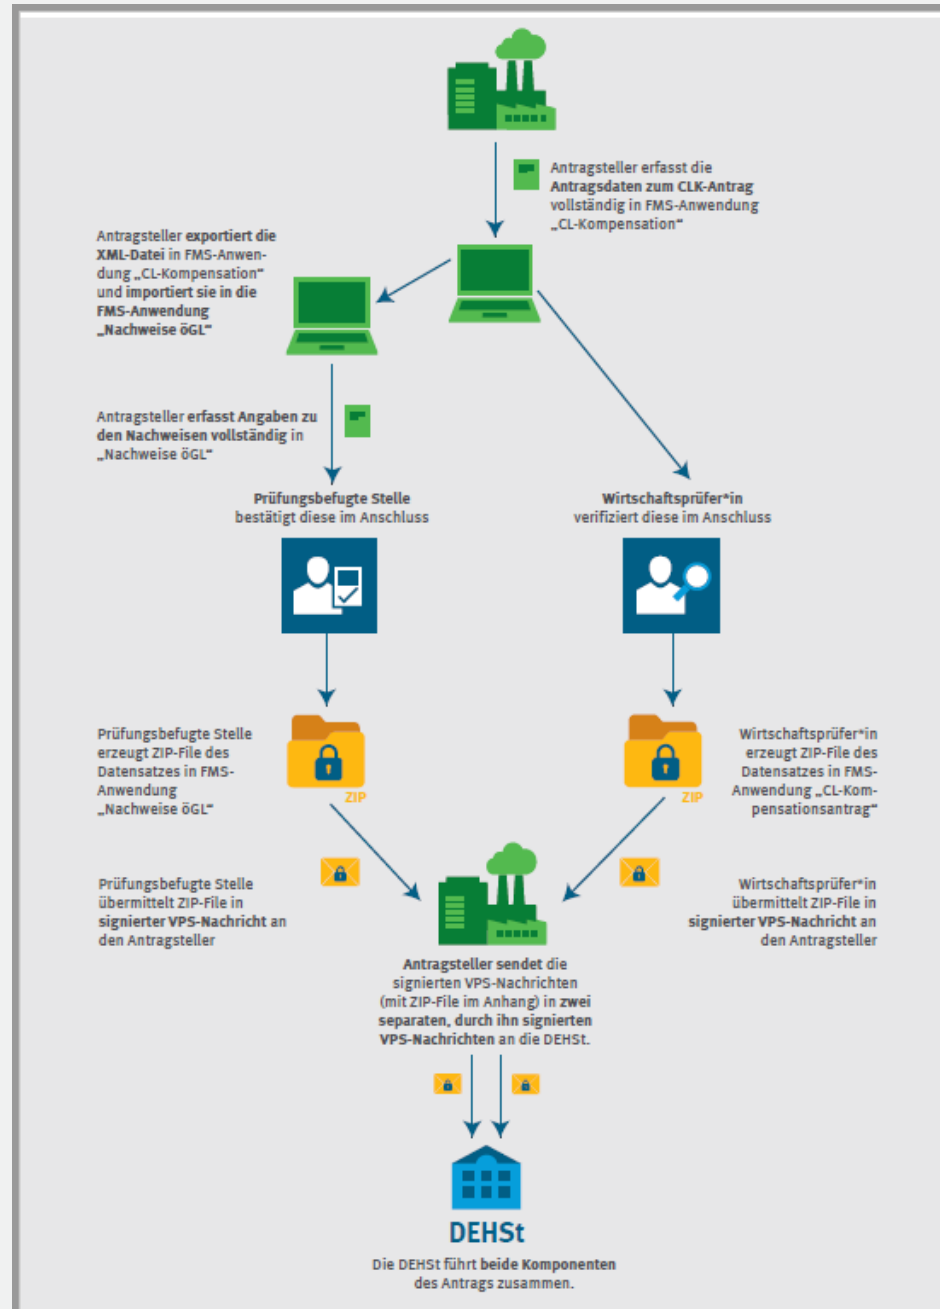 Antragsteller erfasst die
Antragsdaten zum CLK-Antrag
vollständig in FMS-Anwendung
„CL-Kompensation“
Antragsteller exportiert die
XML-Datei in FMS-Anwen-
dung „CL-Kompensation“
und importiert sie in die
FMS-Anwendung
„Nachweise öGL“
Antragsteller erfasst Angaben zu
den Nachweisen vollständig in
„Nachweise öGL“
Prüfungsbefugte Stelle
bestätigt diese im Anschluss
Wirtschaftsprüfer*in
verifiziert diese im Anschluss
Prüfungsbefugte Stelle
erzeugt ZIP-File des
Datensatzes in FMS-
Anwendung
„Nachweise öGL“
ZIP
ZIP
Wirtschaftsprüfer*in
erzeugt ZIP-File des
Datensatzes in FMS-
Anwendung „CL-Kom-
pensationsantrag“
Prüfungsbefugte Stelle
übermittelt ZIP-File in
signierter VPS-Nachricht an
den Antragsteller
Wirtschaftsprüfer*in
übermittelt ZIP-File in
signierter VPS-Nachricht an
den Antragsteller
Antragsteller sendet die
signierten VPS-Nachrichten
(mit ZIP-File im Anhang) in zwei
separaten, durch ihn signierten
VPS-Nachrichten an die DEHSt.
DEHSt
Die DEHSt führt beide Komponenten
des Antrags zusammen.